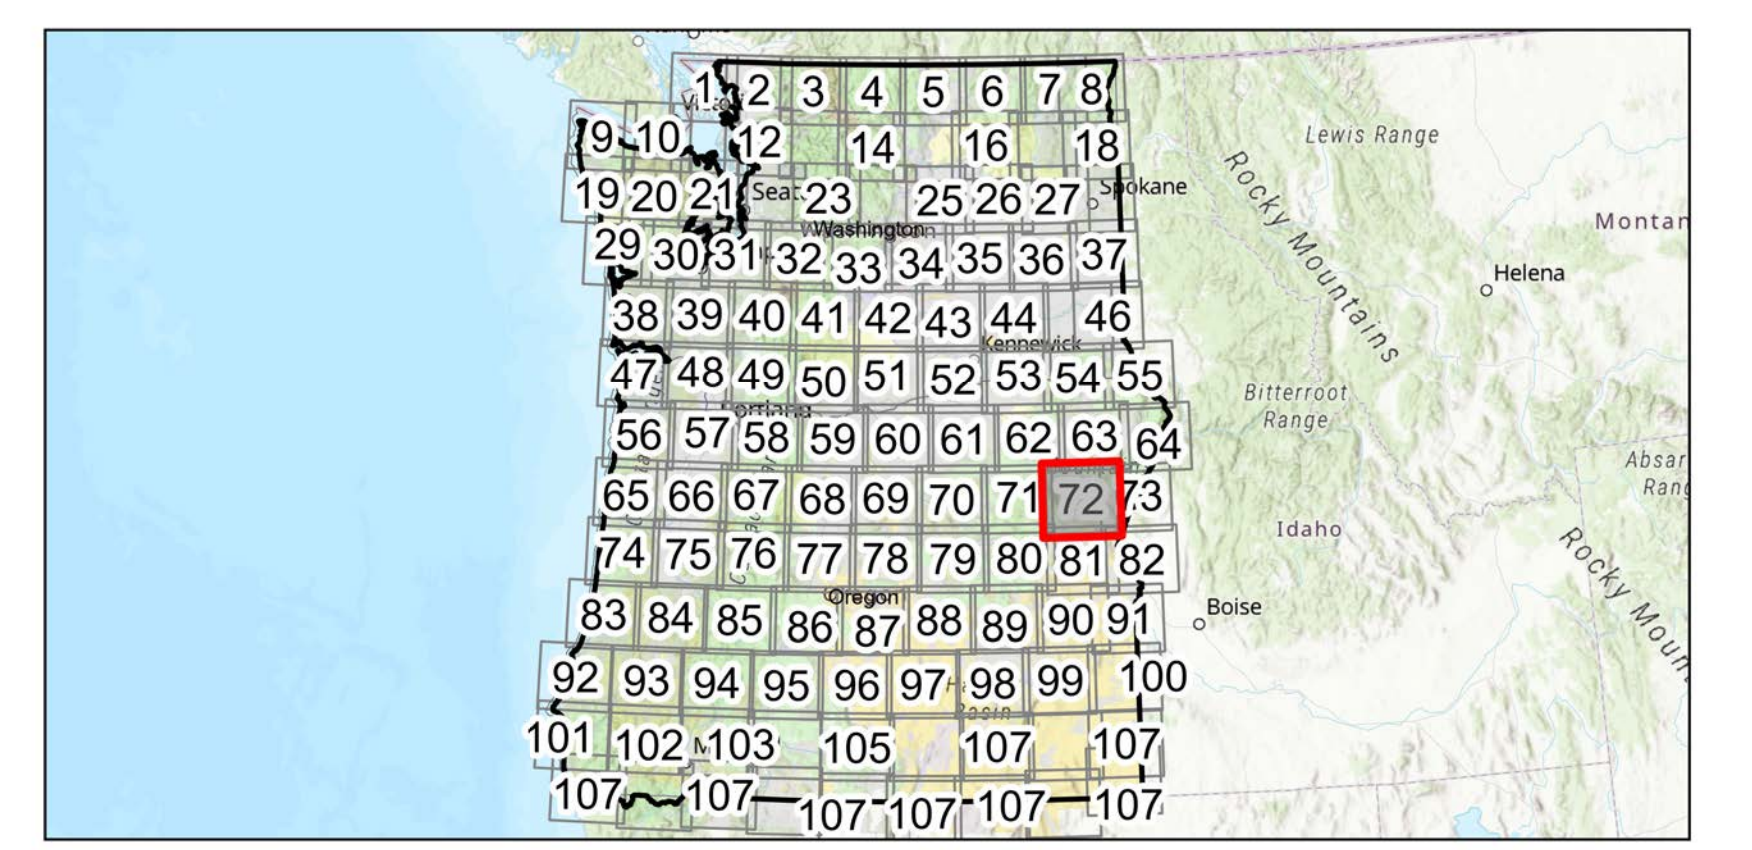 1 2 3 4 5 6 7 8
Lewis Range
9 10 12 14 16 18
19 20 21 Seat 23 25 26 27 Spokane
Rocky Mountains
Montan
Washington
29 30 31 32 33 34 35 36 37
Helena
38 39 40 41 42 43 44 46
Kennewick
47 48 49 50 51 52 53 54 55
Bitterroot
Range
Portland
56 57 58 59 60 61 62 63 64
Absar
Rang
65 66 67 68 69 70 71 72 73
Idaho
74 75 76 77 78 79 80 81 82
Rocky Moun
Oregon
Boise
83 84 85 86 87 88 89 90 91
92 93 94 95 96 97 98 99 100
Basin
101 102 M 103 105 107 107
107 107 107 107 107 107